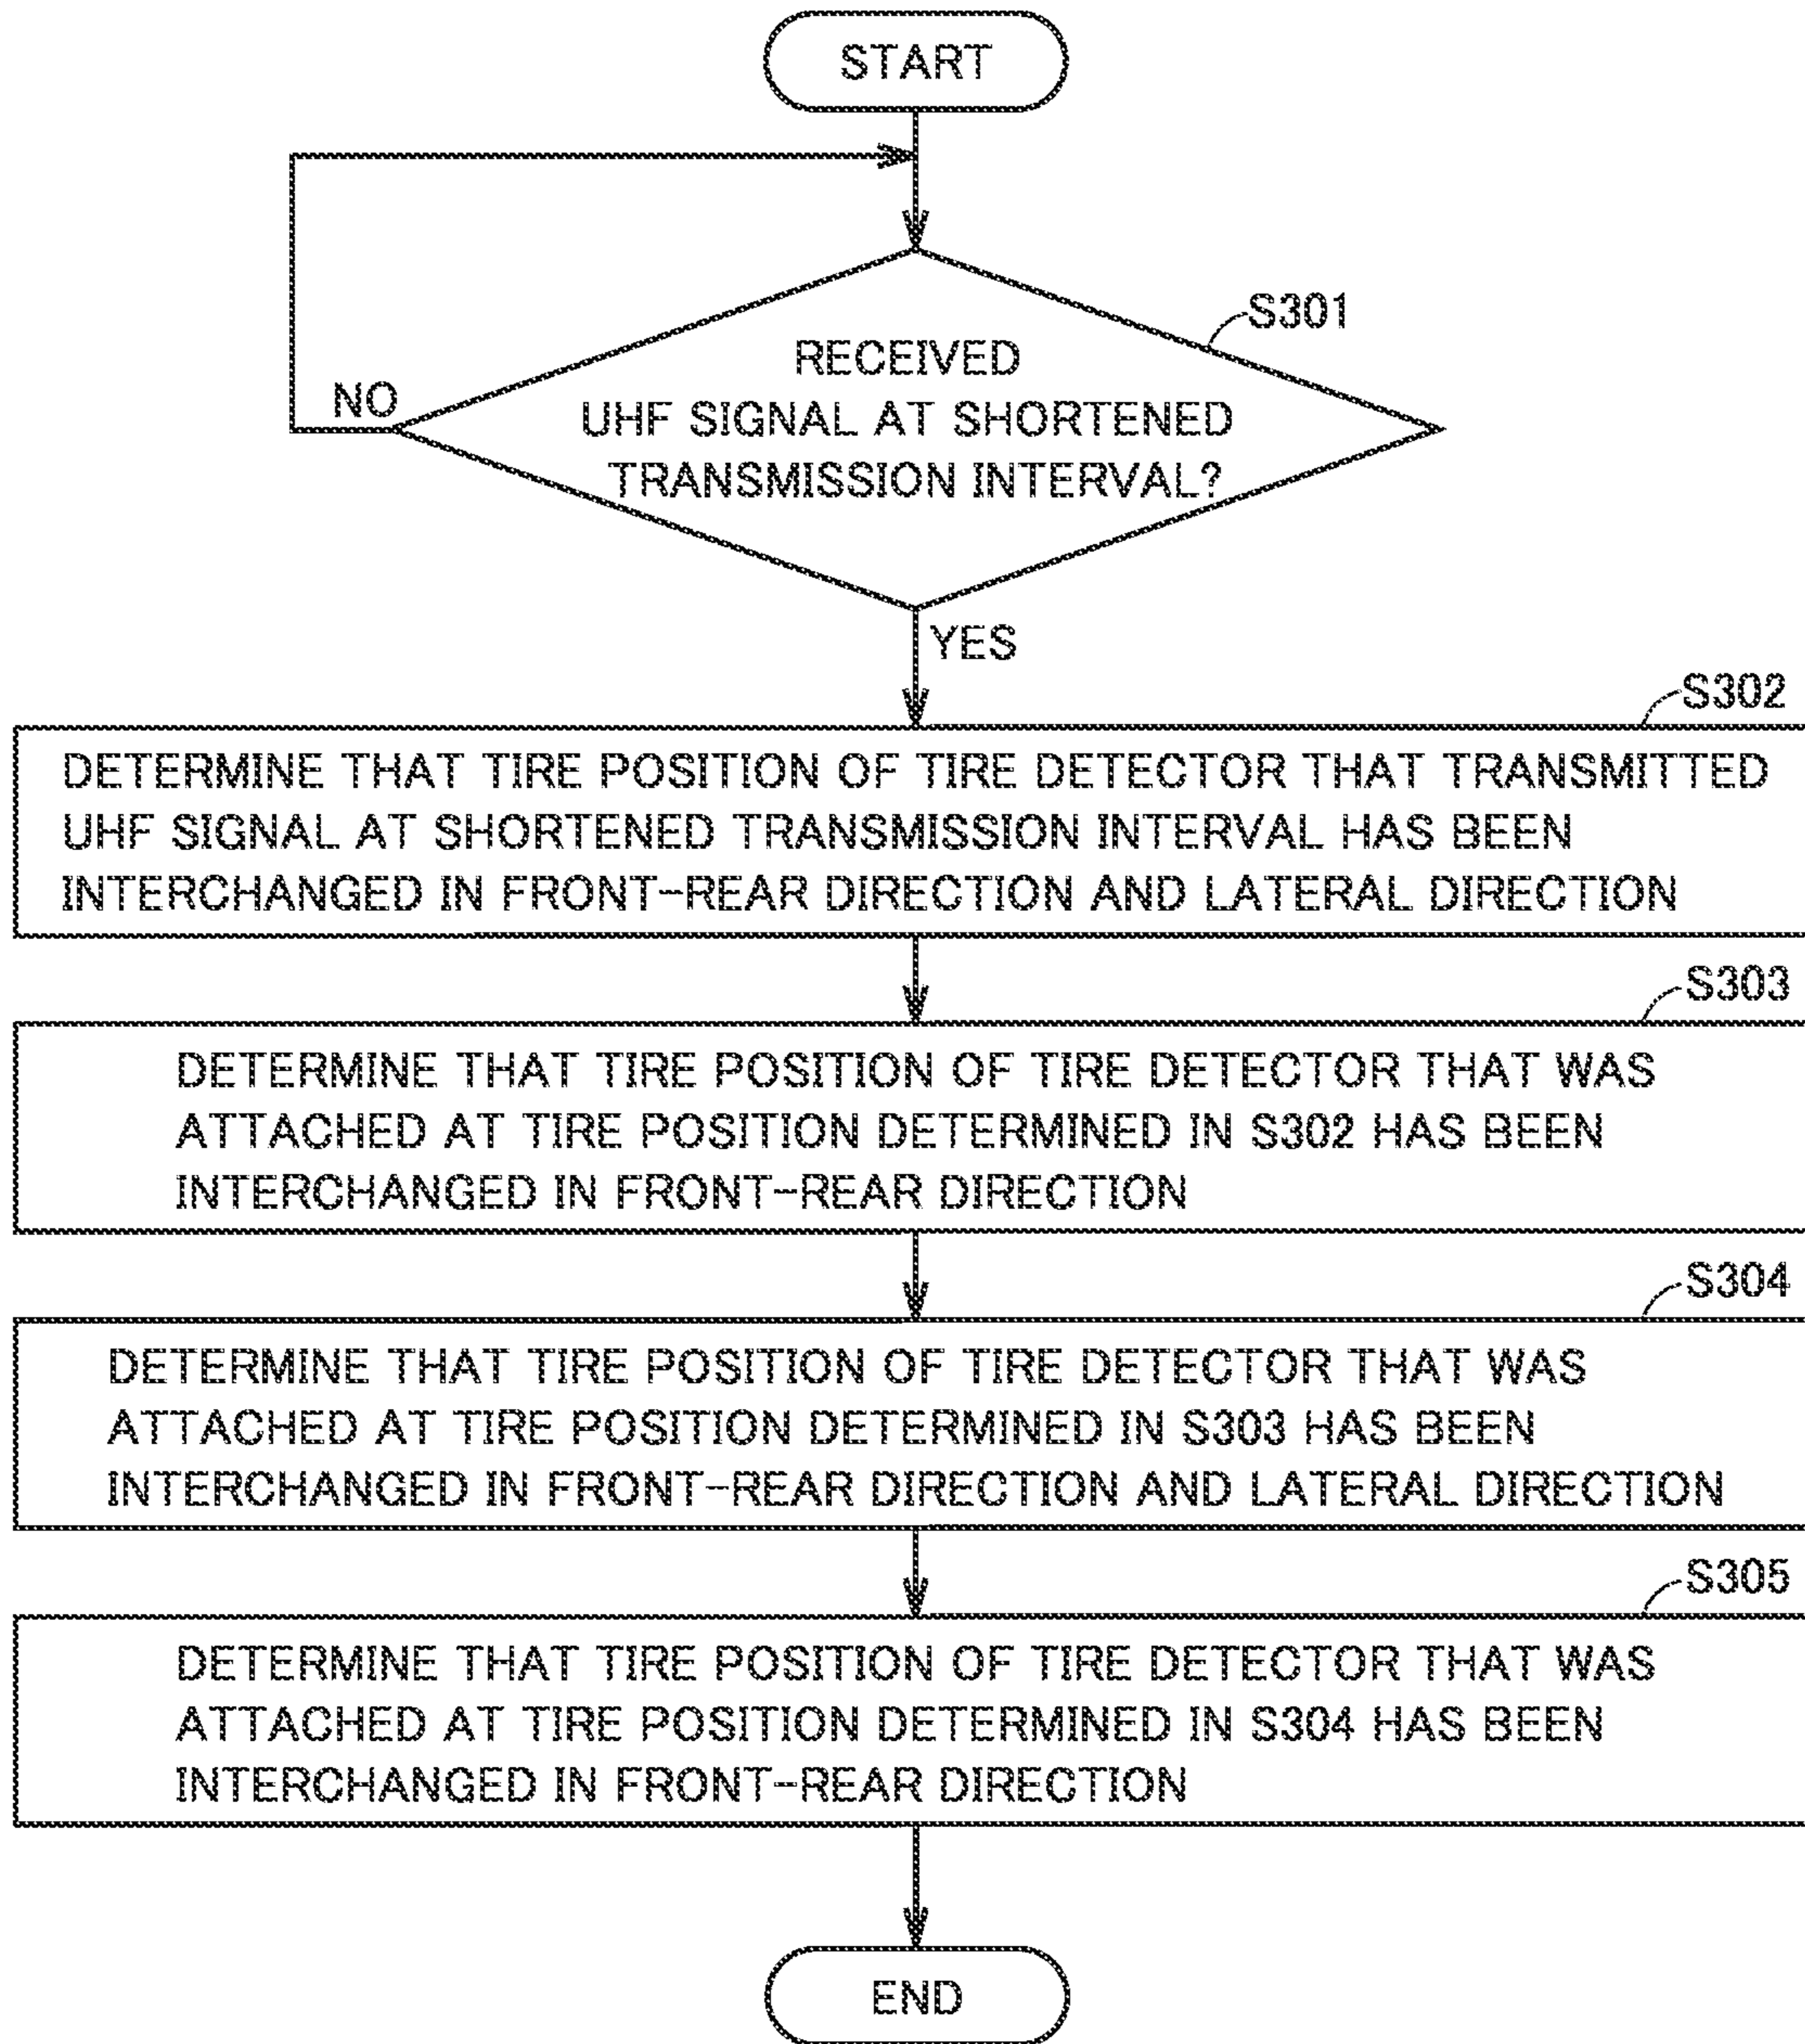 START
S301
RECEIVED
UHF SIGNAL AT SHORTENED
TRANSMISSION INTERVAL?
NO
YES
S302
DETERMINE THAT TIRE POSITION OF TIRE DETECTOR THAT TRANSMITTED
UHF SIGNAL AT SHORTENED TRANSMISSION INTERVAL HAS BEEN
INTERCHANGED IN FRONT-REAR DIRECTION AND LATERAL DIRECTION
S303
DETERMINE THAT TIRE POSITION OF TIRE DETECTOR THAT WAS
ATTACHED AT TIRE POSITION DETERMINED IN S302 HAS BEEN
INTERCHANGED IN FRONT-REAR DIRECTION
S304
DETERMINE THAT TIRE POSITION OF TIRE DETECTOR THAT WAS
ATTACHED AT TIRE POSITION DETERMINED IN S303 HAS BEEN
INTERCHANGED IN FRONT-REAR DIRECTION AND LATERAL DIRECTION
S305
DETERMINE THAT TIRE POSITION OF TIRE DETECTOR THAT WAS
ATTACHED AT TIRE POSITION DETERMINED IN S304 HAS BEEN
INTERCHANGED IN FRONT-REAR DIRECTION
END